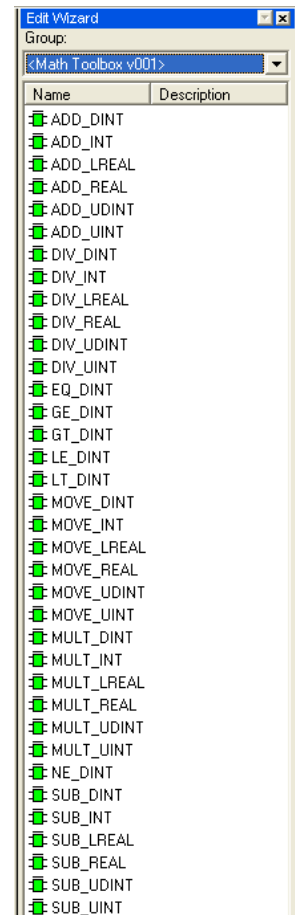 Edit Wizard
Group:
<Math Toolbox v001>
Name Description
ADD_DINT
ADD_INT
ADD_LREAL
ADD_REAL
ADD_UDINT
ADD_UINT
DIV_DINT
DIV_INT
DIV_LREAL
DIV_REAL
DIV_UDINT
DIV_UINT
EQ_DINT
GE_DINT
GT_DINT
LE_DINT
LT_DINT
MOVE_DINT
MOVE_INT
MOVE_LREAL
MOVE_REAL
MOVE_UDINT
MOVE_UINT
MULT_DINT
MULT_INT
MULT_LREAL
MULT_REAL
MULT_UDINT
MULT_UINT
NE_DINT
SUB_DINT
SUB_INT
SUB_LREAL
SUB_REAL
SUB_UDINT
SUB_UINT